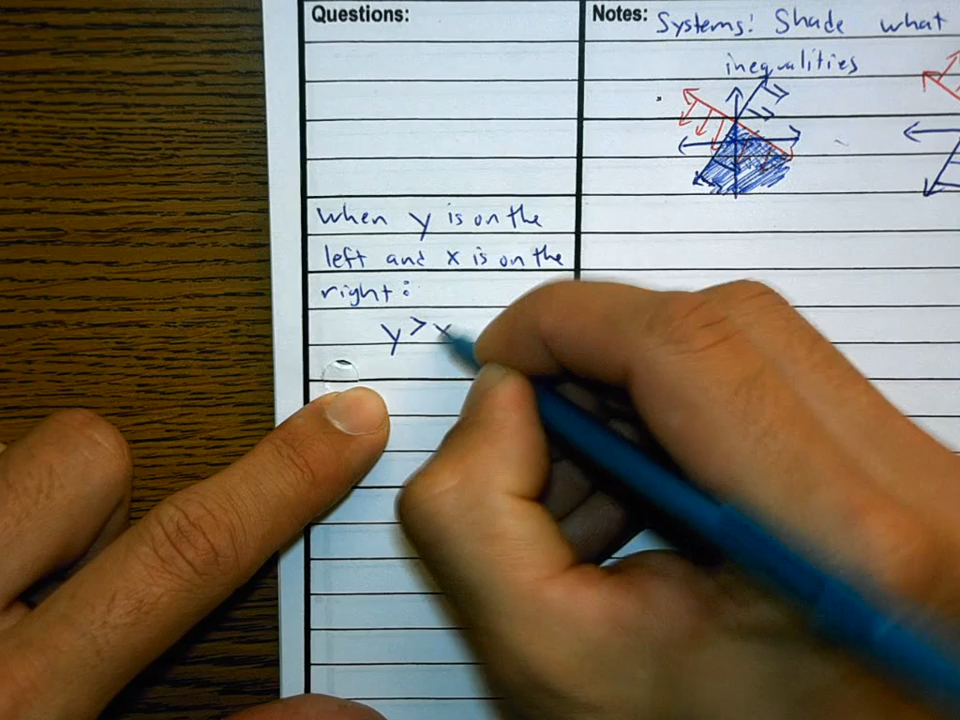 Questions:
Notes: Systems: Shade what
inequalities
when y is on the
left and x is on the
right:
y > x